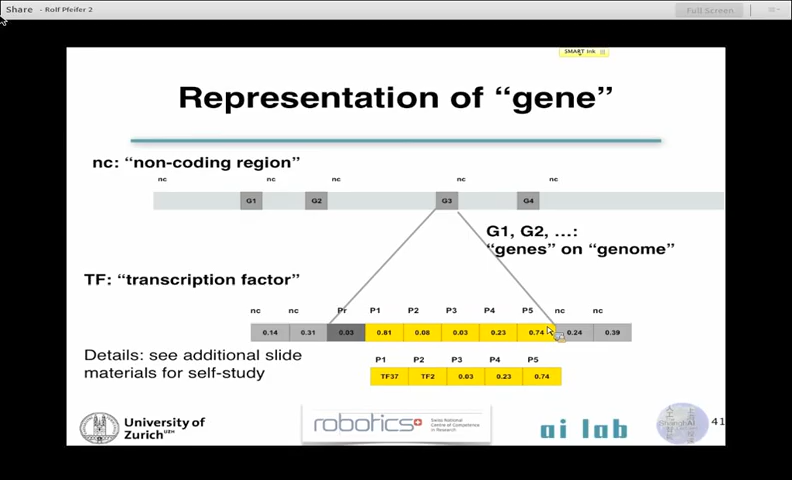 Share - Rolf Pfeifer 2
Full Screen
SMART Ink
Representation of “gene”
nc: “non-coding region”
nc nc nc nc nc
G1 G2 G3 G4
G1, G2, …:
“genes” on “genome”
TF: “transcription factor”
nc nc Pr P1 P2 P3 P4 P5 nc nc
0.14 0.31 0.03 0.81 0.08 0.03 0.23 0.74 0.24 0.39
Details: see additional slide
materials for self-study
P1 P2 P3 P4 P5
TF37 TF2 0.03 0.23 0.74
University of
Zurich UZH
robotics+
Swiss National
Centre of Competence
in Research
ai lab
41